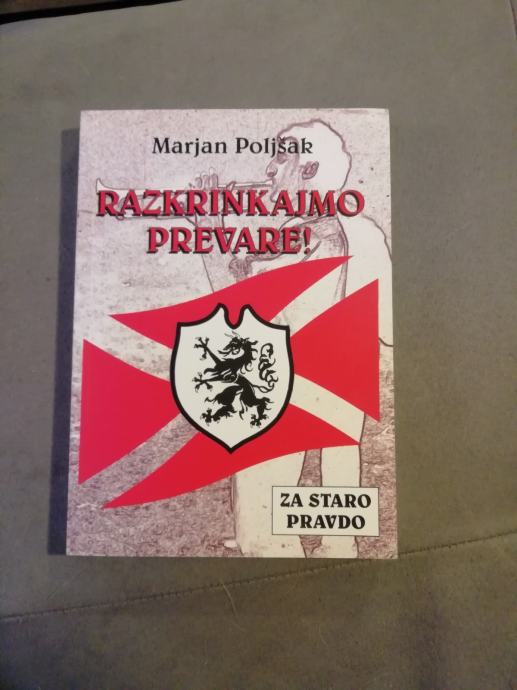 Marjan Poljšak
RAZKRINKAJMO
PREVARE!
ZA STARO
PRAVDO